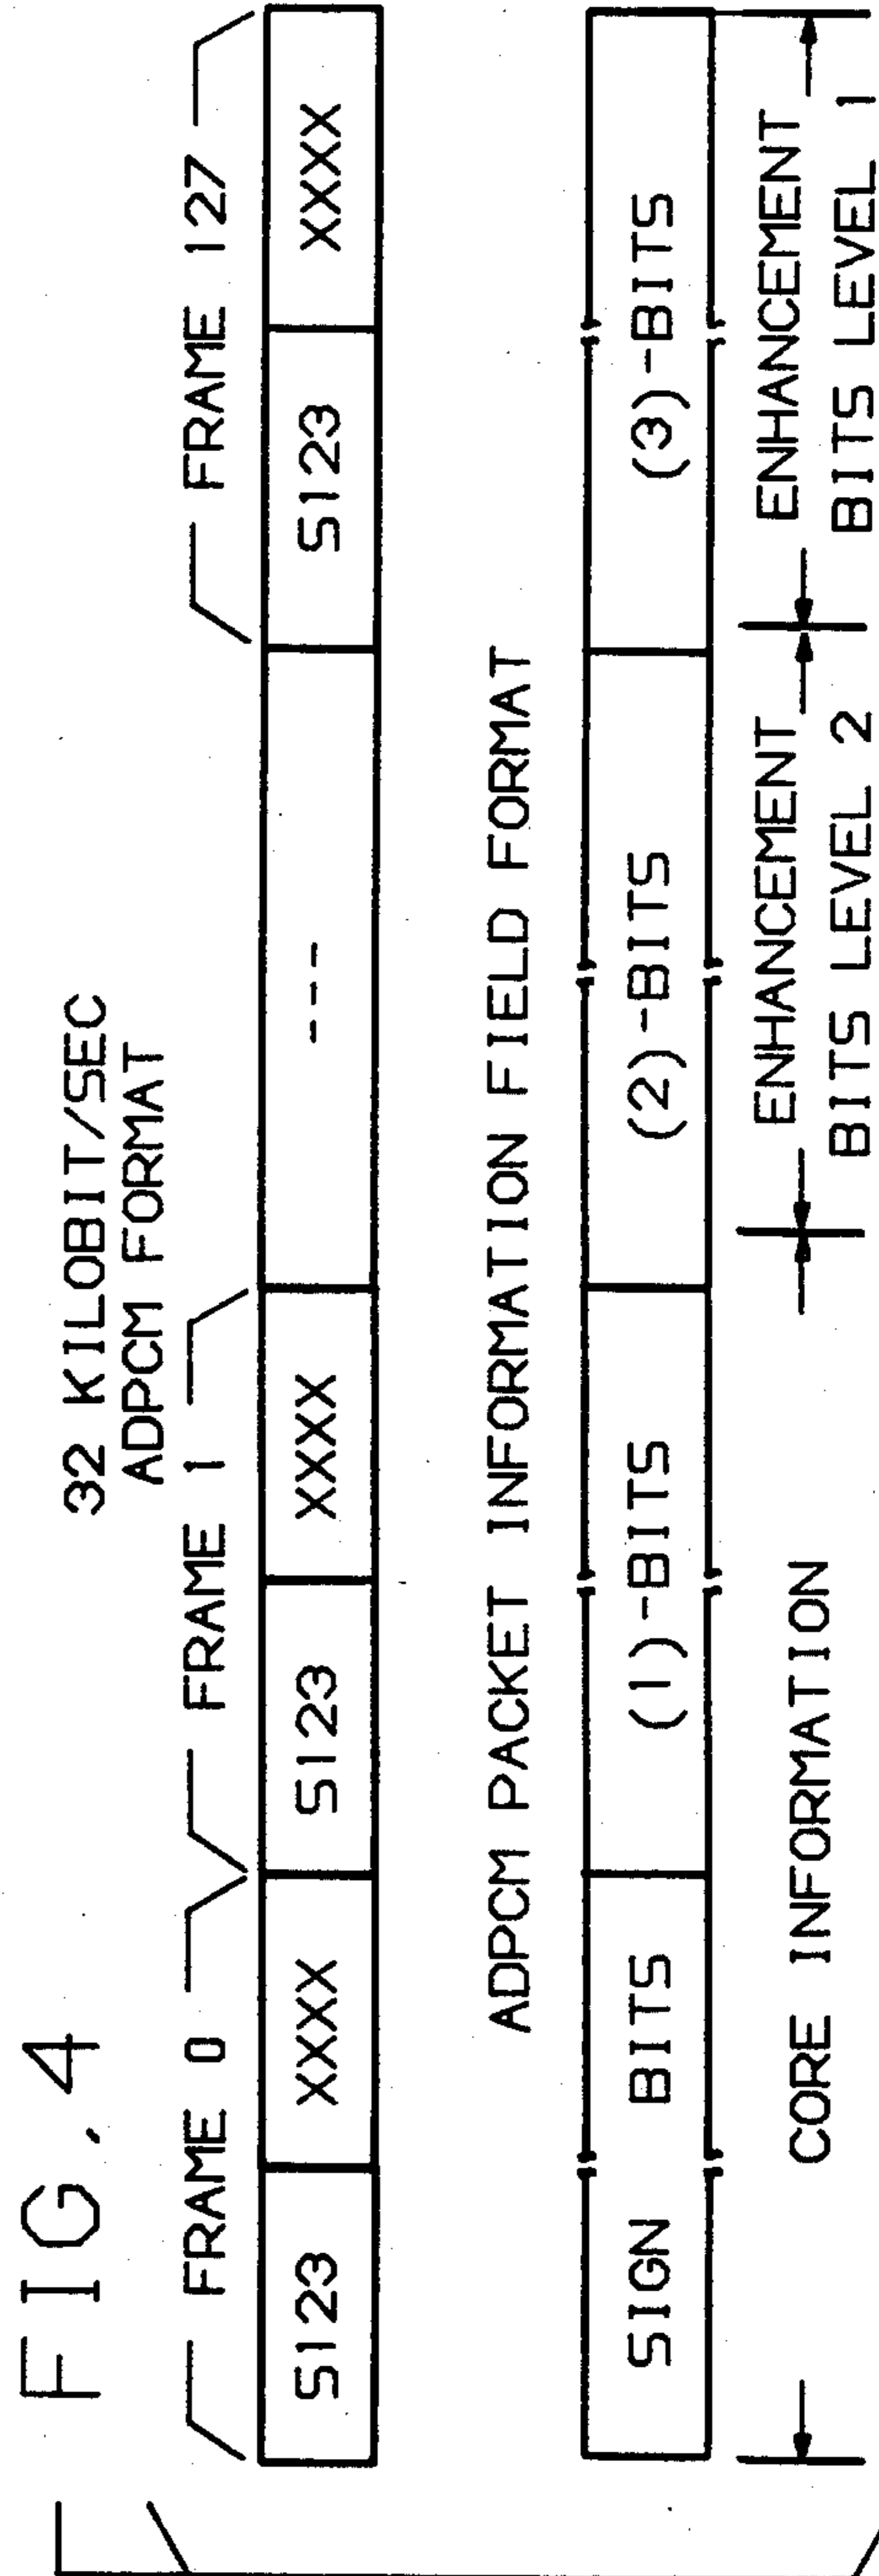 FIG. 4
32 KILOBIT/SEC
ADPCM FORMAT
FRAME 0 FRAME 1 FRAME 127
S123 XXXX S123 XXXX --- S123 XXXX
ADPCM PACKET INFORMATION FIELD FORMAT
SIGN BITS (1)-BITS (2)-BITS (3)-BITS
CORE INFORMATION
ENHANCEMENT
BITS LEVEL 2
ENHANCEMENT
BITS LEVEL 1